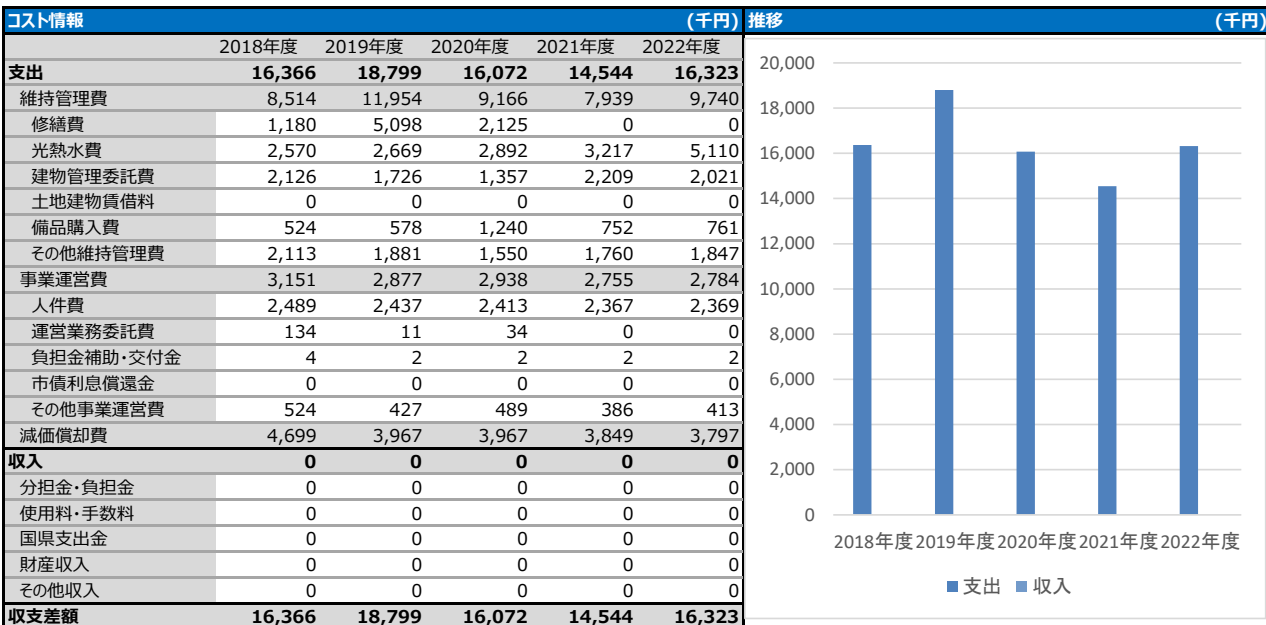 コスト情報 (千円) 推移 (千円)
2018年度 2019年度 2020年度 2021年度 2022年度
支出 16,366 18,799 16,072 14,544 16,323
維持管理費 8,514 11,954 9,166 7,939 9,740
修繕費 1,180 5,098 2,125 0 0
光熱水費 2,570 2,669 2,892 3,217 5,110
建物管理委託費 2,126 1,726 1,357 2,209 2,021
土地建物賃借料 0 0 0 0 0
備品購入費 524 578 1,240 752 761
その他維持管理費 2,113 1,881 1,550 1,760 1,847
事業運営費 3,151 2,877 2,938 2,755 2,784
人件費 2,489 2,437 2,413 2,367 2,369
運営業務委託費 134 11 34 0 0
負担金補助・交付金 4 2 2 2 2
市債利息償還金 0 0 0 0 0
その他事業運営費 524 427 489 386 413
減価償却費 4,699 3,967 3,967 3,849 3,797
収入 0 0 0 0 0
分担金・負担金 0 0 0 0 0
使用料・手数料 0 0 0 0 0
国県支出金 0 0 0 0 0
財産収入 0 0 0 0 0
その他収入 0 0 0 0 0
収支差額 16,366 18,799 16,072 14,544 16,323
20,000
18,000
16,000
14,000
12,000
10,000
8,000
6,000
4,000
2,000
0
2018年度 2019年度 2020年度 2021年度 2022年度
■支出 ■収入